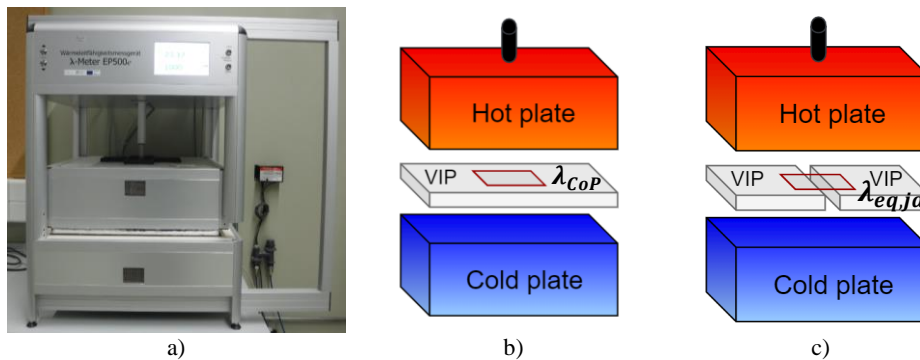 Wärmeleitfähigkeitsmessgerät
λ-Meter EP500e
Hot plate
VIP
λCoP
Cold plate
a)
b)
Hot plate
VIP
VIP
λeq,jo
Cold plate
c)